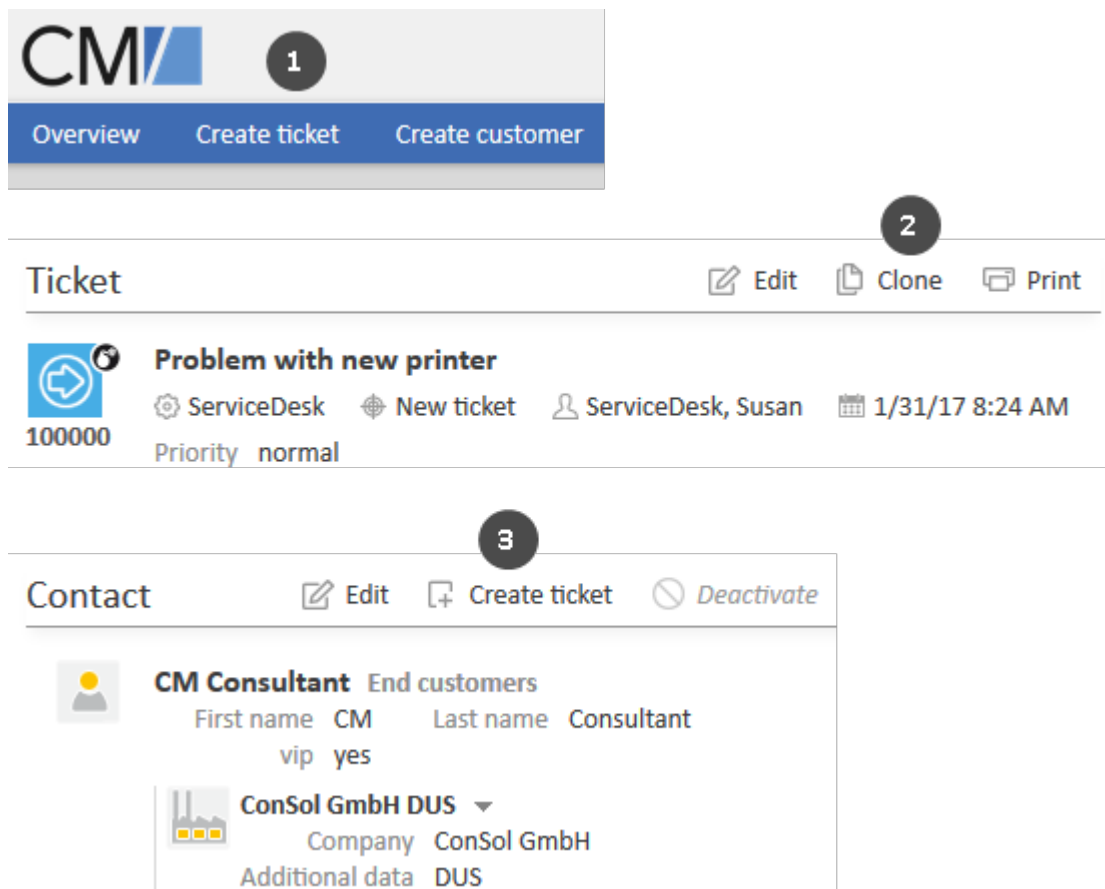 CM/
1
Overview Create ticket Create customer
2
Ticket Edit Clone Print
Problem with new printer
ServiceDesk New ticket ServiceDesk, Susan 1/31/17 8:24 AM
100000
Priority normal
3
Contact Edit Create ticket Deactivate
CM Consultant End customers
First name CM Last name Consultant
vip yes
ConSol GmbH DUS
Company ConSol GmbH
Additional data DUS